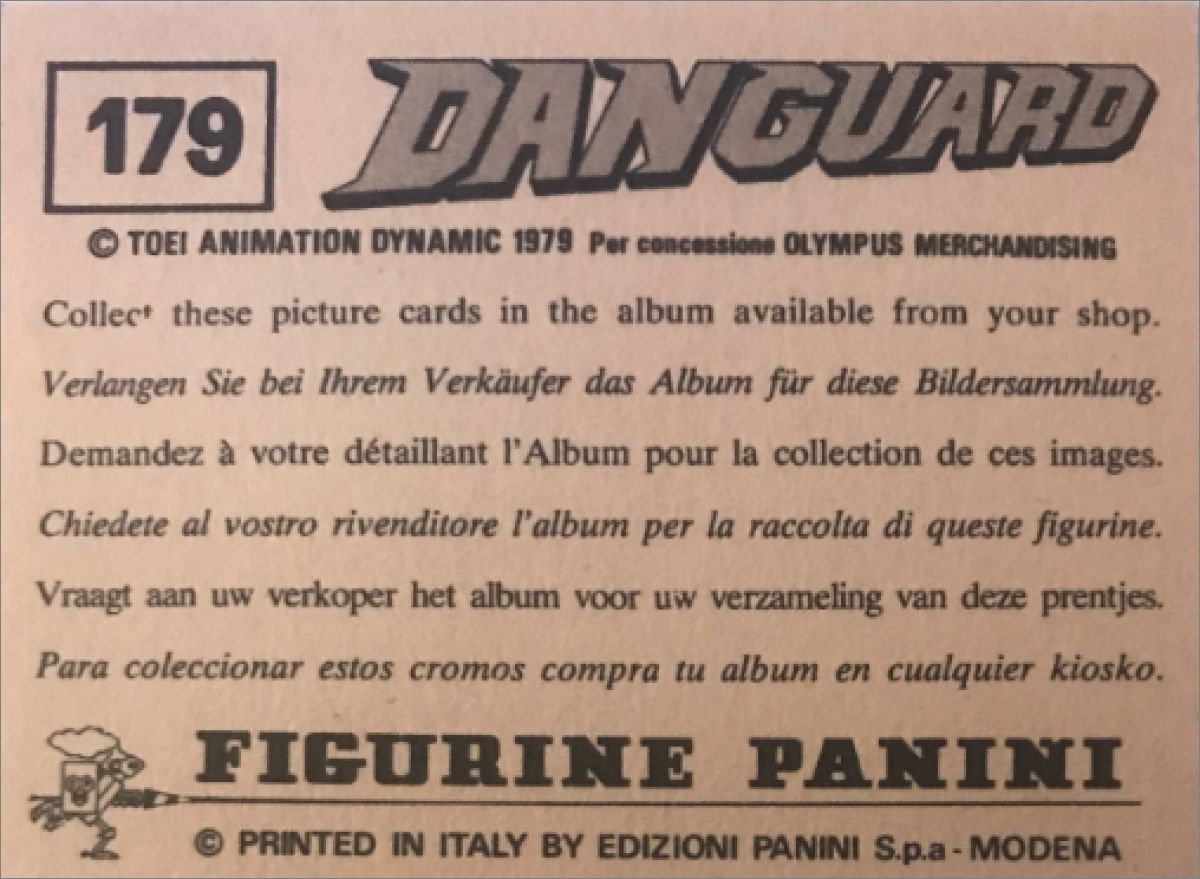 179
DANGUARD
© TOEI ANIMATION DYNAMIC 1979 Per concessione OLYMPUS MERCHANDISING
Collect these picture cards in the album available from your shop.
Verlangen Sie bei Ihrem Verkäufer das Album für diese Bildersammlung.
Demandez à votre détaillant l'Album pour la collection de ces images.
Chiedete al vostro rivenditore l'album per la raccolta di queste figurine.
Vraagt aan uw verkoper het album voor uw verzameling van deze prentjes.
Para coleccionar estos cromos compra tu album en cualquier kiosko.
FIGURINE PANINI
© PRINTED IN ITALY BY EDIZIONI PANINI S.p.a - MODENA